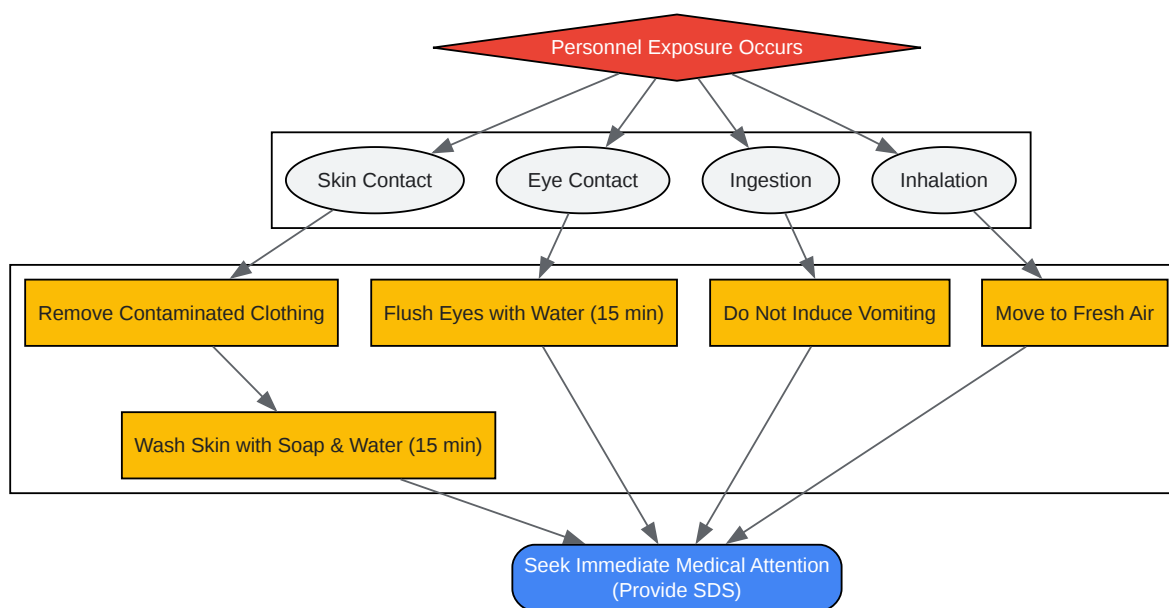 Personnel Exposure Occurs
Skin Contact
Eye Contact
Ingestion
Inhalation
Remove Contaminated Clothing
Flush Eyes with Water (15 min)
Do Not Induce Vomiting
Move to Fresh Air
Wash Skin with Soap & Water (15 min)
Seek Immediate Medical Attention
(Provide SDS)